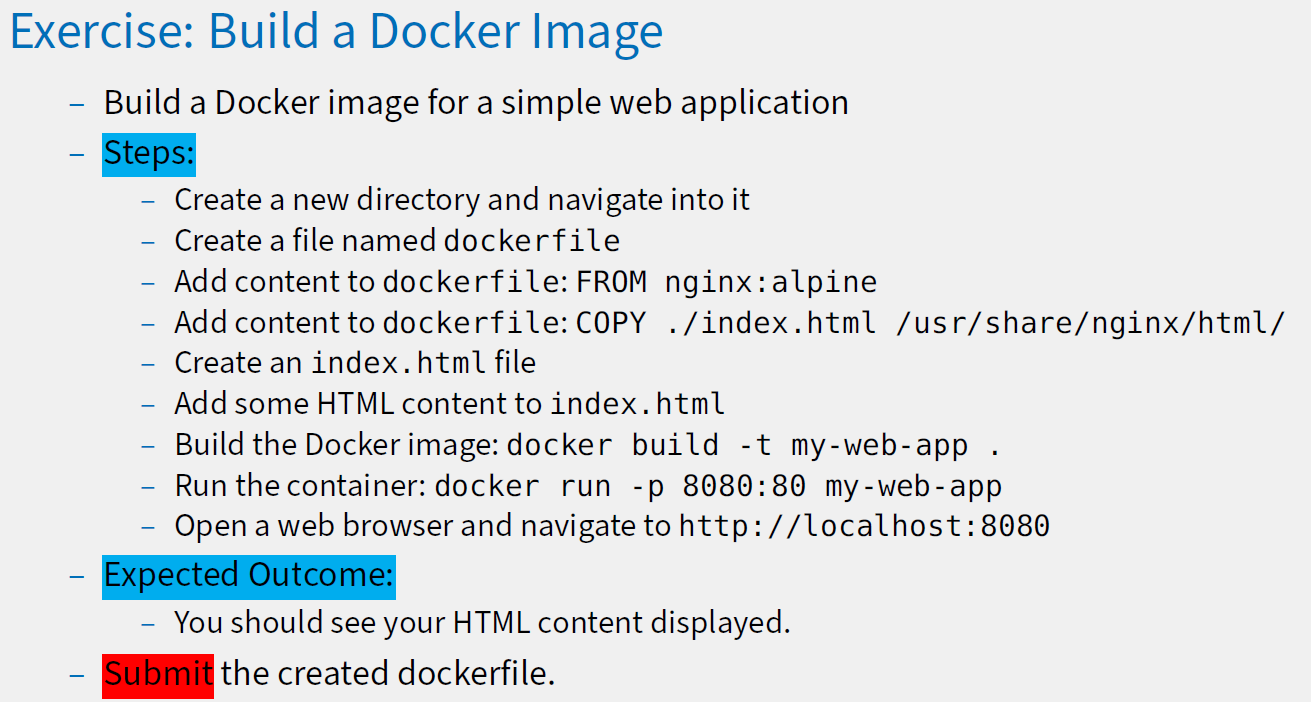 Exercise: Build a Docker Image
– Build a Docker image for a simple web application
– Steps:
– Create a new directory and navigate into it
– Create a file named dockerfile
– Add content to dockerfile: FROM nginx:alpine
– Add content to dockerfile: COPY ./index.html /usr/share/nginx/html/
– Create an index.html file
– Add some HTML content to index.html
– Build the Docker image: docker build -t my-web-app .
– Run the container: docker run -p 8080:80 my-web-app
– Open a web browser and navigate to http://localhost:8080
– Expected Outcome:
– You should see your HTML content displayed.
– Submit the created dockerfile.